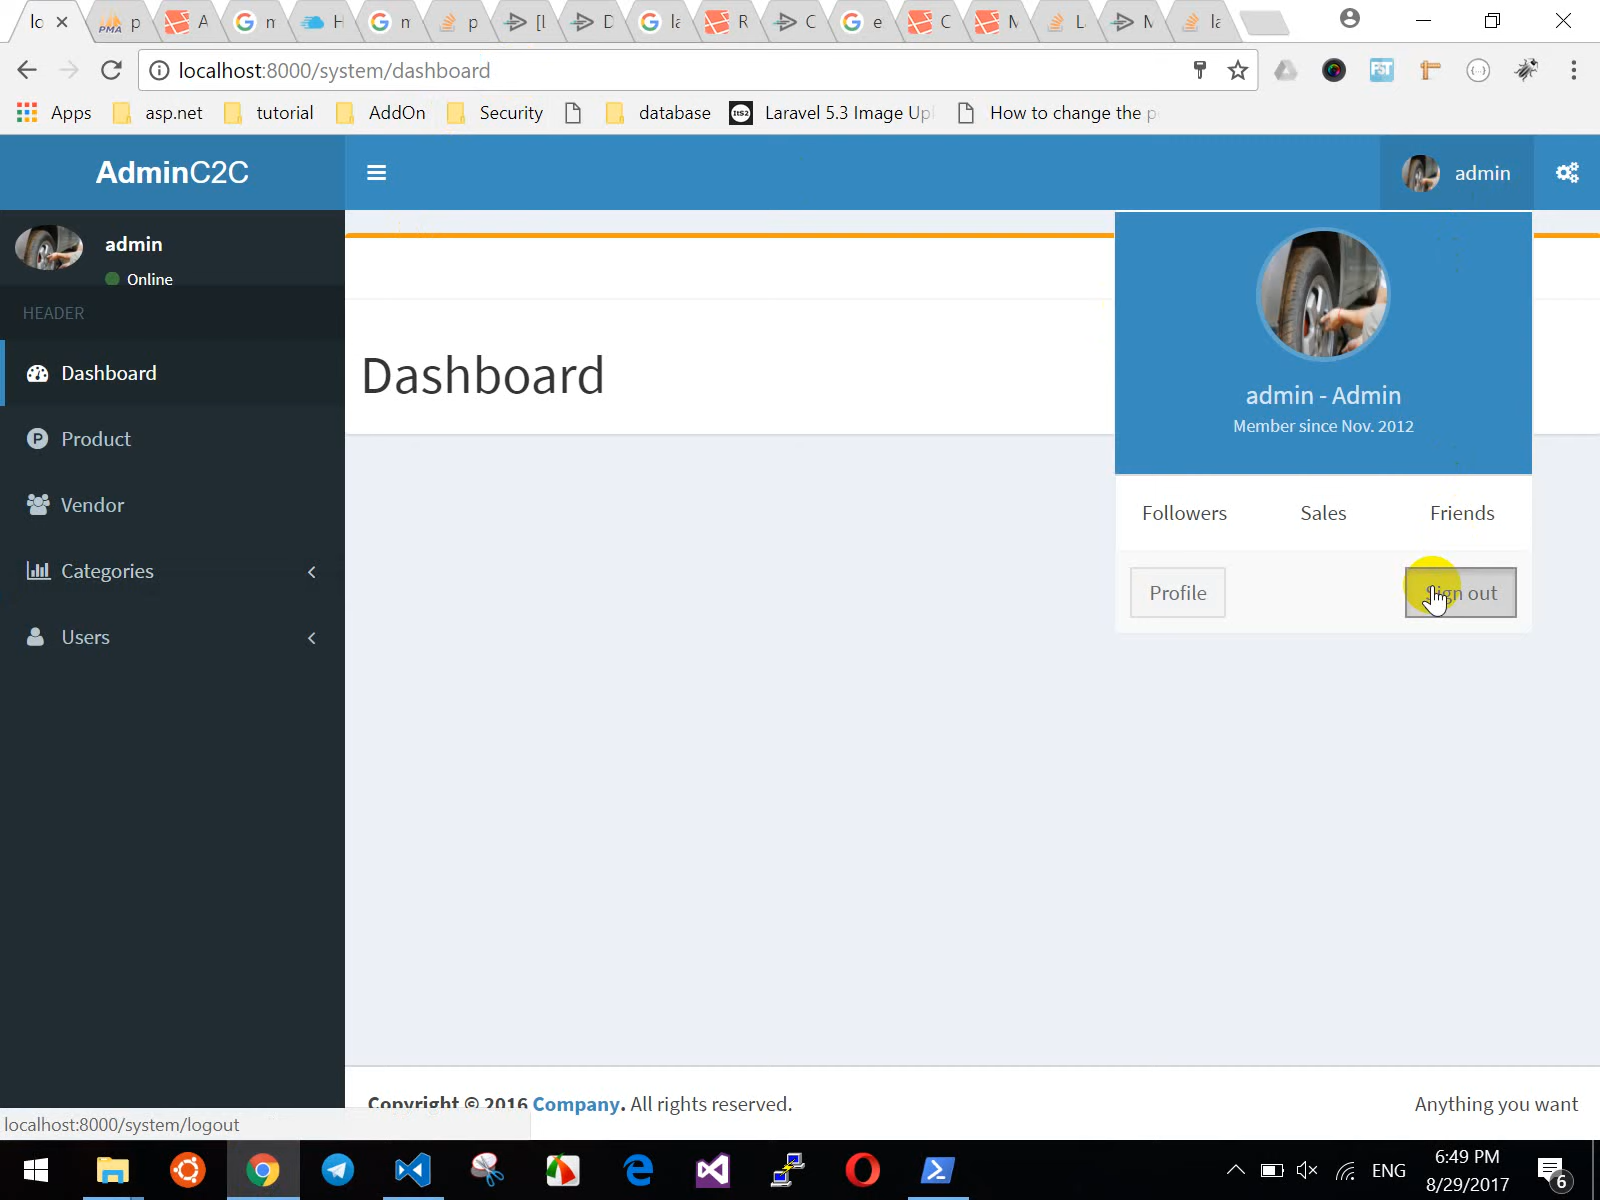 localhost:8000/system/dashboard
Apps
asp.net
tutorial
AddOn
Security
database
Laravel 5.3 Image Up
How to change the p
AdminC2C
admin
admin
Online
HEADER
Dashboard
Product
Vendor
Categories
Users
Dashboard
admin - Admin
Member since Nov. 2012
Followers
Sales
Friends
Profile
Sign out
Copyright © 2016 Company. All rights reserved.
Anything you want
localhost:8000/system/logout
ENG
6:49 PM
8/29/2017
6